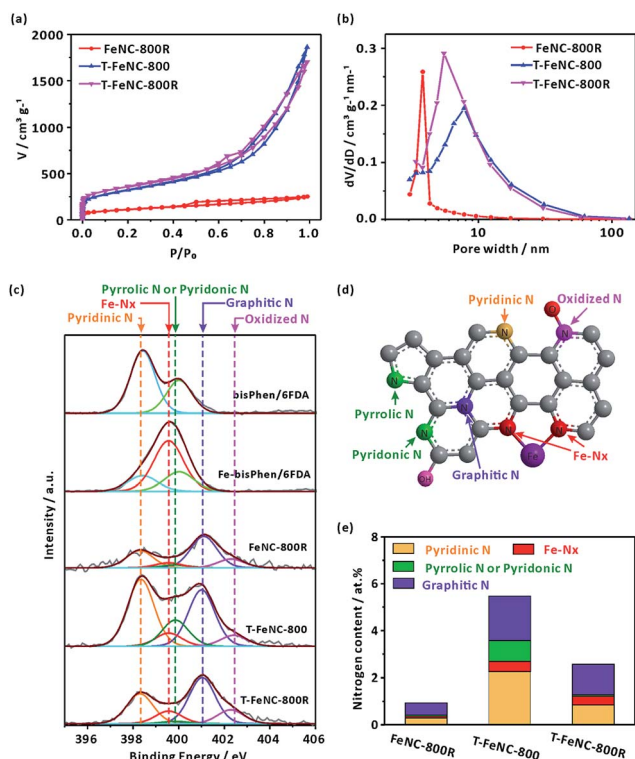 (a)
2000
1500
1000
500
0
V / cm³ g⁻¹
FeNC-800R
T-FeNC-800
T-FeNC-800R
0.0 0.2 0.4 0.6 0.8 1.0
P/P₀
(b)
0.3
0.2
0.1
0.0
dV/dD / cm³ g⁻¹ nm⁻¹
FeNC-800R
T-FeNC-800
T-FeNC-800R
10 100
Pore width / nm
(c)
Pyrrolic N or Pyridonic N
Fe-Nx
Graphitic N
Pyridinic N
Oxidized N
bisPhen/6FDA
Fe-bisPhen/6FDA
FeNC-800R
T-FeNC-800
T-FeNC-800R
Intensity / a.u.
396 398 400 402 404 406
Binding Energy / eV
(d)
Pyridinic N
Oxidized N
O
N
N
N
Pyrrolic N
N
N
N
N
Pyridonic N
Graphitic N
Fe
Fe-Nx
OH
(e)
8
6
4
2
0
Nitrogen content / at.%
Pyridinic N
Fe-Nx
Pyrrolic N or Pyridonic N
Graphitic N
FeNC-800R
T-FeNC-800
T-FeNC-800R